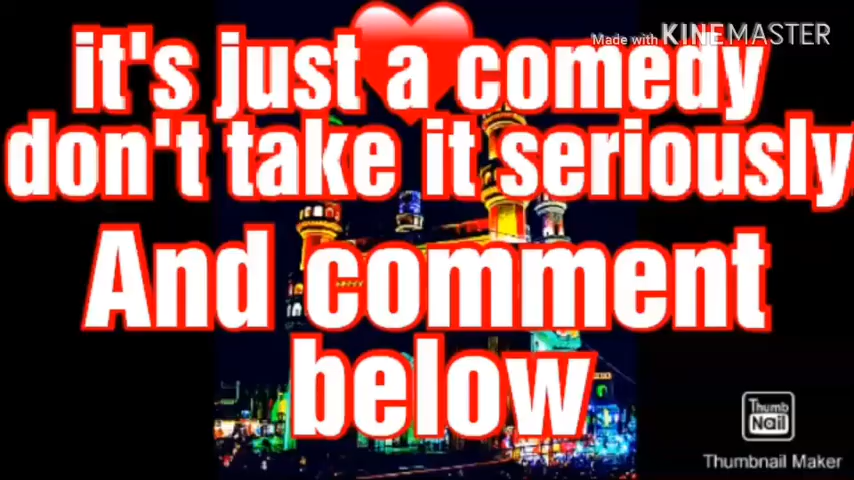 Made with KINEMASTER
it's just a comedy
don't take it seriously
And comment
below
Thumb
Nail
Thumbnail Maker